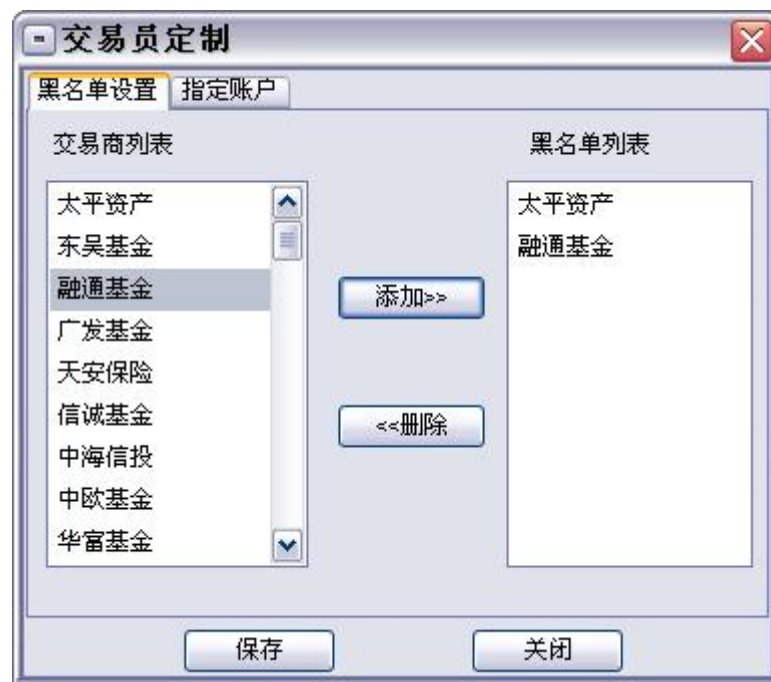 交易员定制
黑名单设置 指定账户
交易商列表
黑名单列表
太平资产
东吴基金
融通基金
广发基金
天安保险
信诚基金
中海信投
中欧基金
华富基金
添加>>
<<删除
太平资产
融通基金
保存
关闭